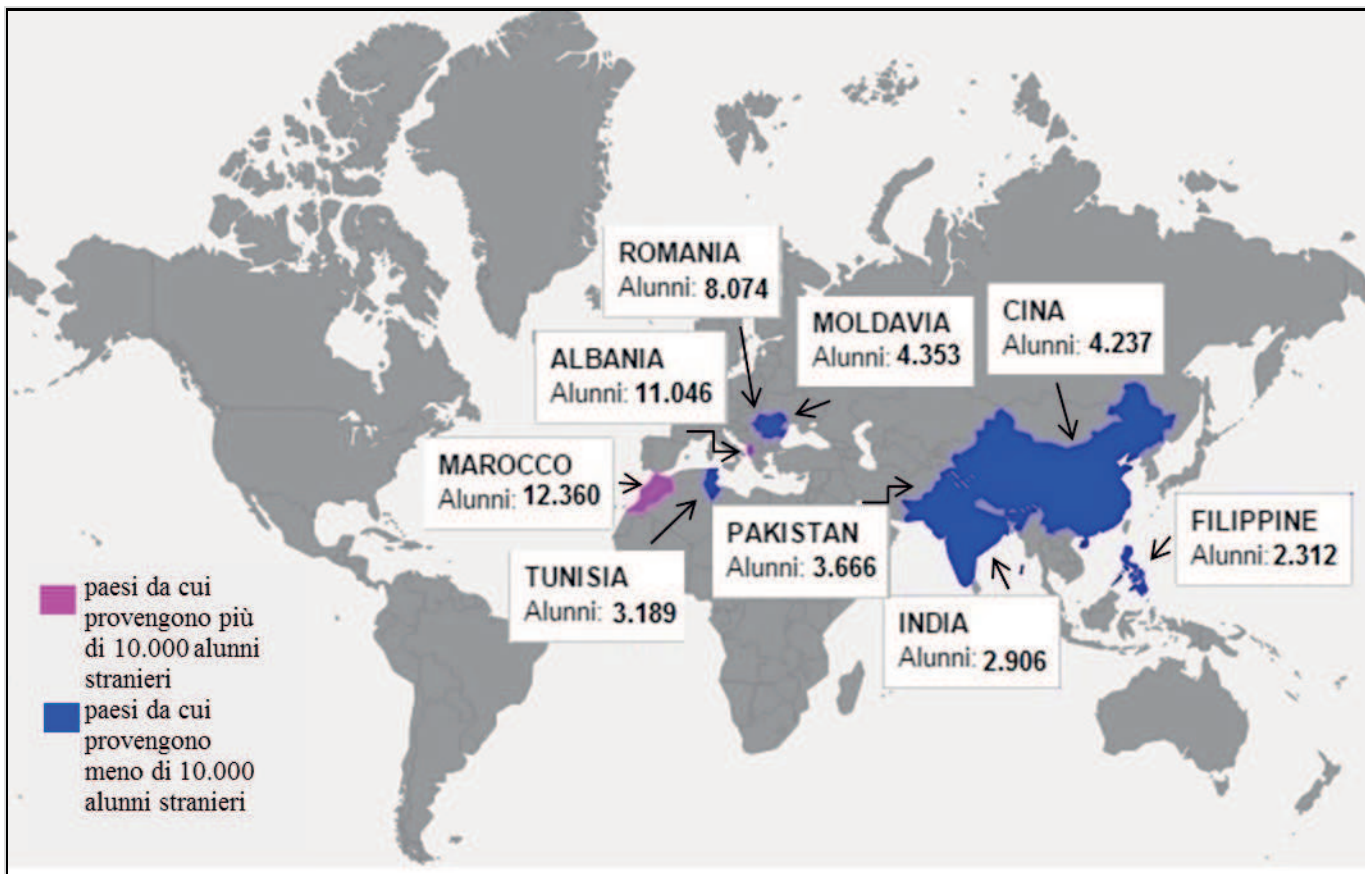 ROMANIA
Alunni: 8.074
MOLDAVIA
Alunni: 4.353
CINA
Alunni: 4.237
ALBANIA
Alunni: 11.046
MAROCCO
Alunni: 12.360
TUNISIA
Alunni: 3.189
PAKISTAN
Alunni: 3.666
INDIA
Alunni: 2.906
FILIPPINE
Alunni: 2.312
paesi da cui
provengono più
di 10.000 alunni
stranieri
paesi da cui
provengono
meno di 10.000
alunni stranieri